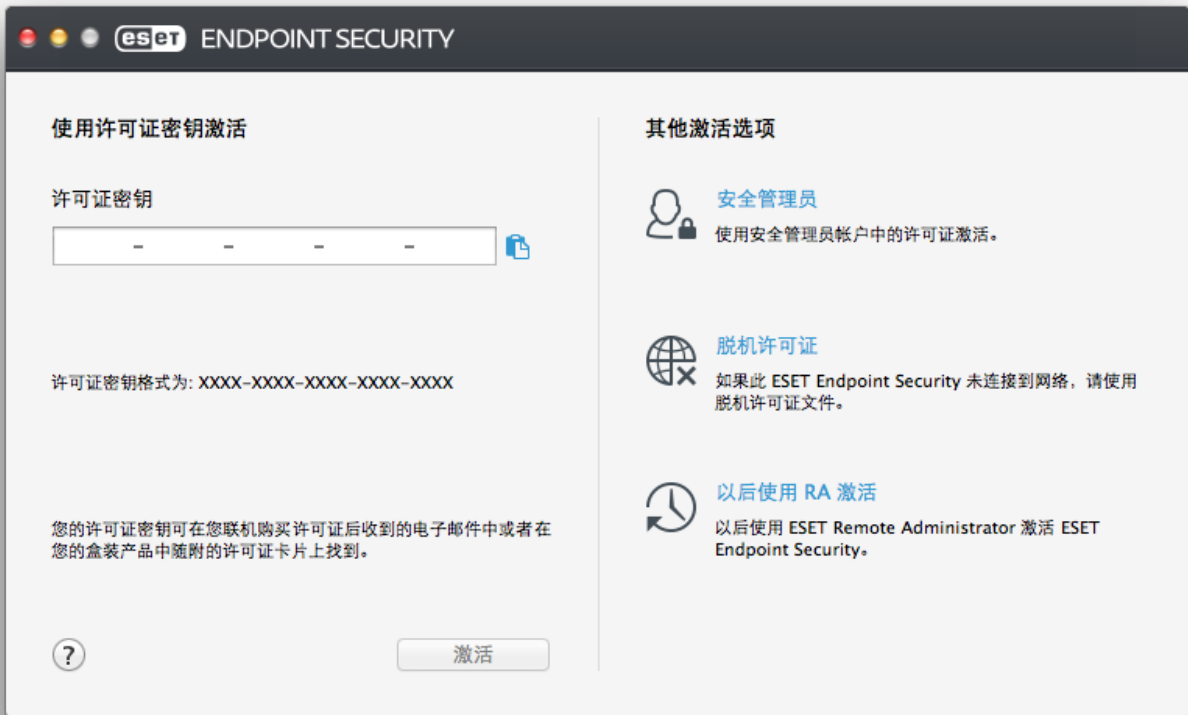 eset ENDPOINT SECURITY
使用许可证密钥激活
许可证密钥
- - - -
许可证密钥格式为: XXXX-XXXX-XXXX-XXXX-XXXX
您的许可证密钥可在您联机购买许可证后收到的电子邮件中或者在
您的盒装产品中随附的许可证卡片上找到。
?
激活
其他激活选项
安全管理员
使用安全管理员帐户中的许可证激活。
脱机许可证
如果此 ESET Endpoint Security 未连接到网络，请使用
脱机许可证文件。
以后使用 RA 激活
以后使用 ESET Remote Administrator 激活 ESET
Endpoint Security。